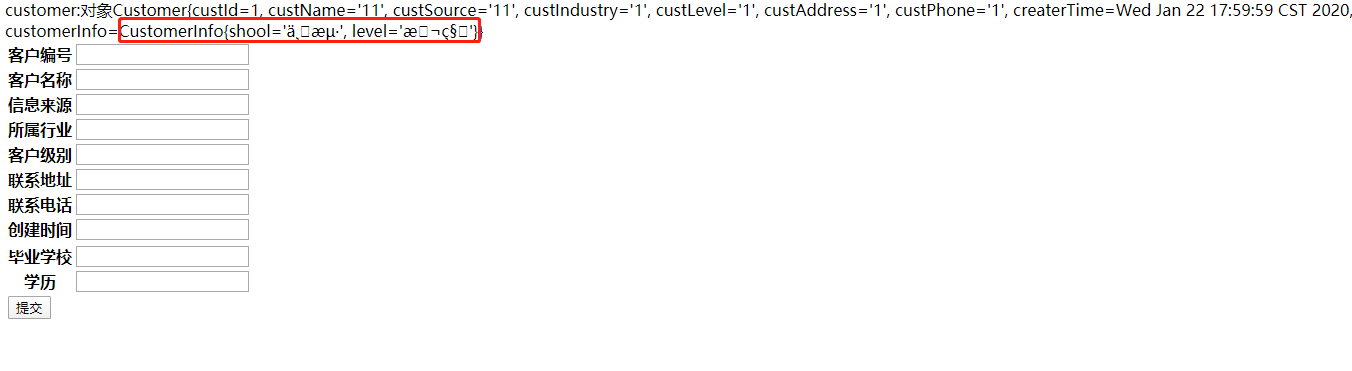 customer:对象Customer{custId=1, custName='11', custSource='11', custIndustry='1', custLevel='1', custAddress='1', custPhone='1', createrTime=Wed Jan 22 17:59:59 CST 2020,
customerInfo=CustomerInfo{shool='ä¸æµ·', level='æ¬ç§'}}
客户编号
客户名称
信息来源
所属行业
客户级别
联系地址
联系电话
创建时间
毕业学校
学历
提交